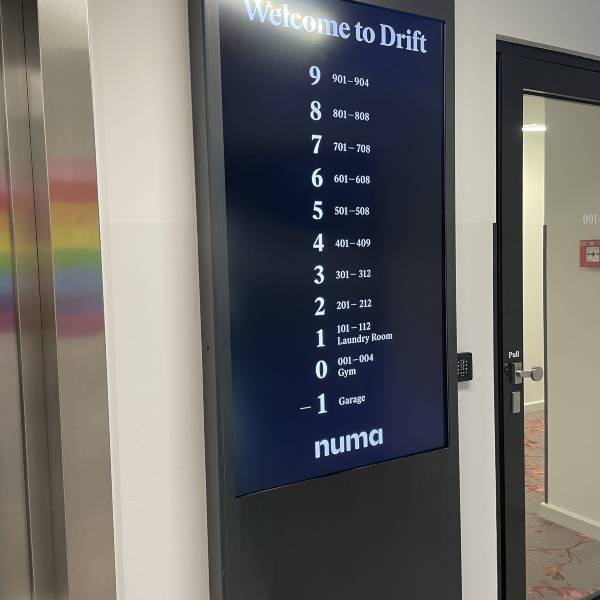 Welcome to Drift
9 901–904
8 801–808
7 701–708
6 601–608
5 501–508
4 401–409
3 301–312
2 201–212
1 101–112
Laundry Room
0 001–004
Gym
–1 Garage
numa
Pull
001-